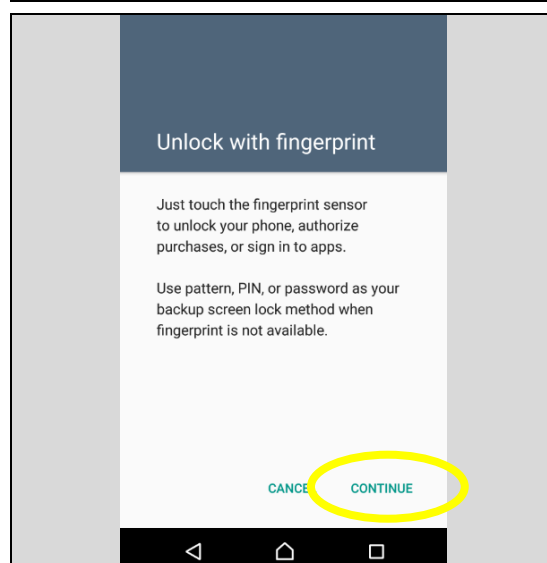 Unlock with fingerprint
Just touch the fingerprint sensor
to unlock your phone, authorize
purchases, or sign in to apps.
Use pattern, PIN, or password as your
backup screen lock method when
fingerprint is not available.
CANCE CONTINUE